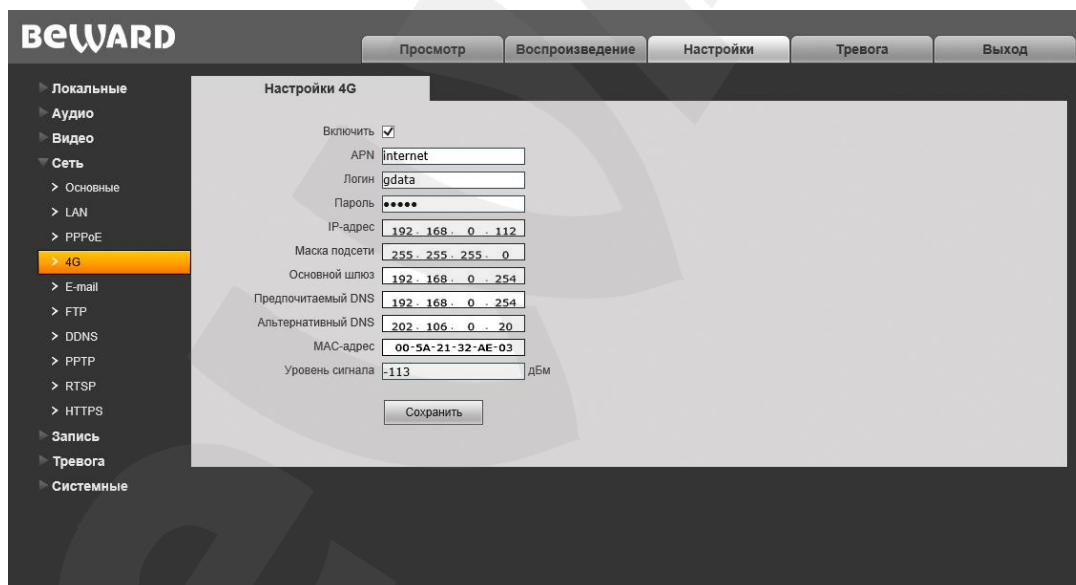 BEWARD
Просмотр
Воспроизведение
Настройки
Тревога
Выход
Локальные
Аудио
Видео
Сеть
> Основные
> LAN
> PPPoE
> 4G
> E-mail
> FTP
> DDNS
> PPTP
> RTSP
> HTTPS
Запись
Тревога
Системные
Настройки 4G
Включить
APN internet
Логин gdata
Пароль •••••
IP-адрес 192 . 168 . 0 . 112
Маска подсети 255 . 255 . 255 . 0
Основной шлюз 192 . 168 . 0 . 254
Предпочитаемый DNS 192 . 168 . 0 . 254
Альтернативный DNS 202 . 106 . 0 . 20
MAC-адрес 00-5A-21-32-AE-03
Уровень сигнала -113 дБм
Сохранить